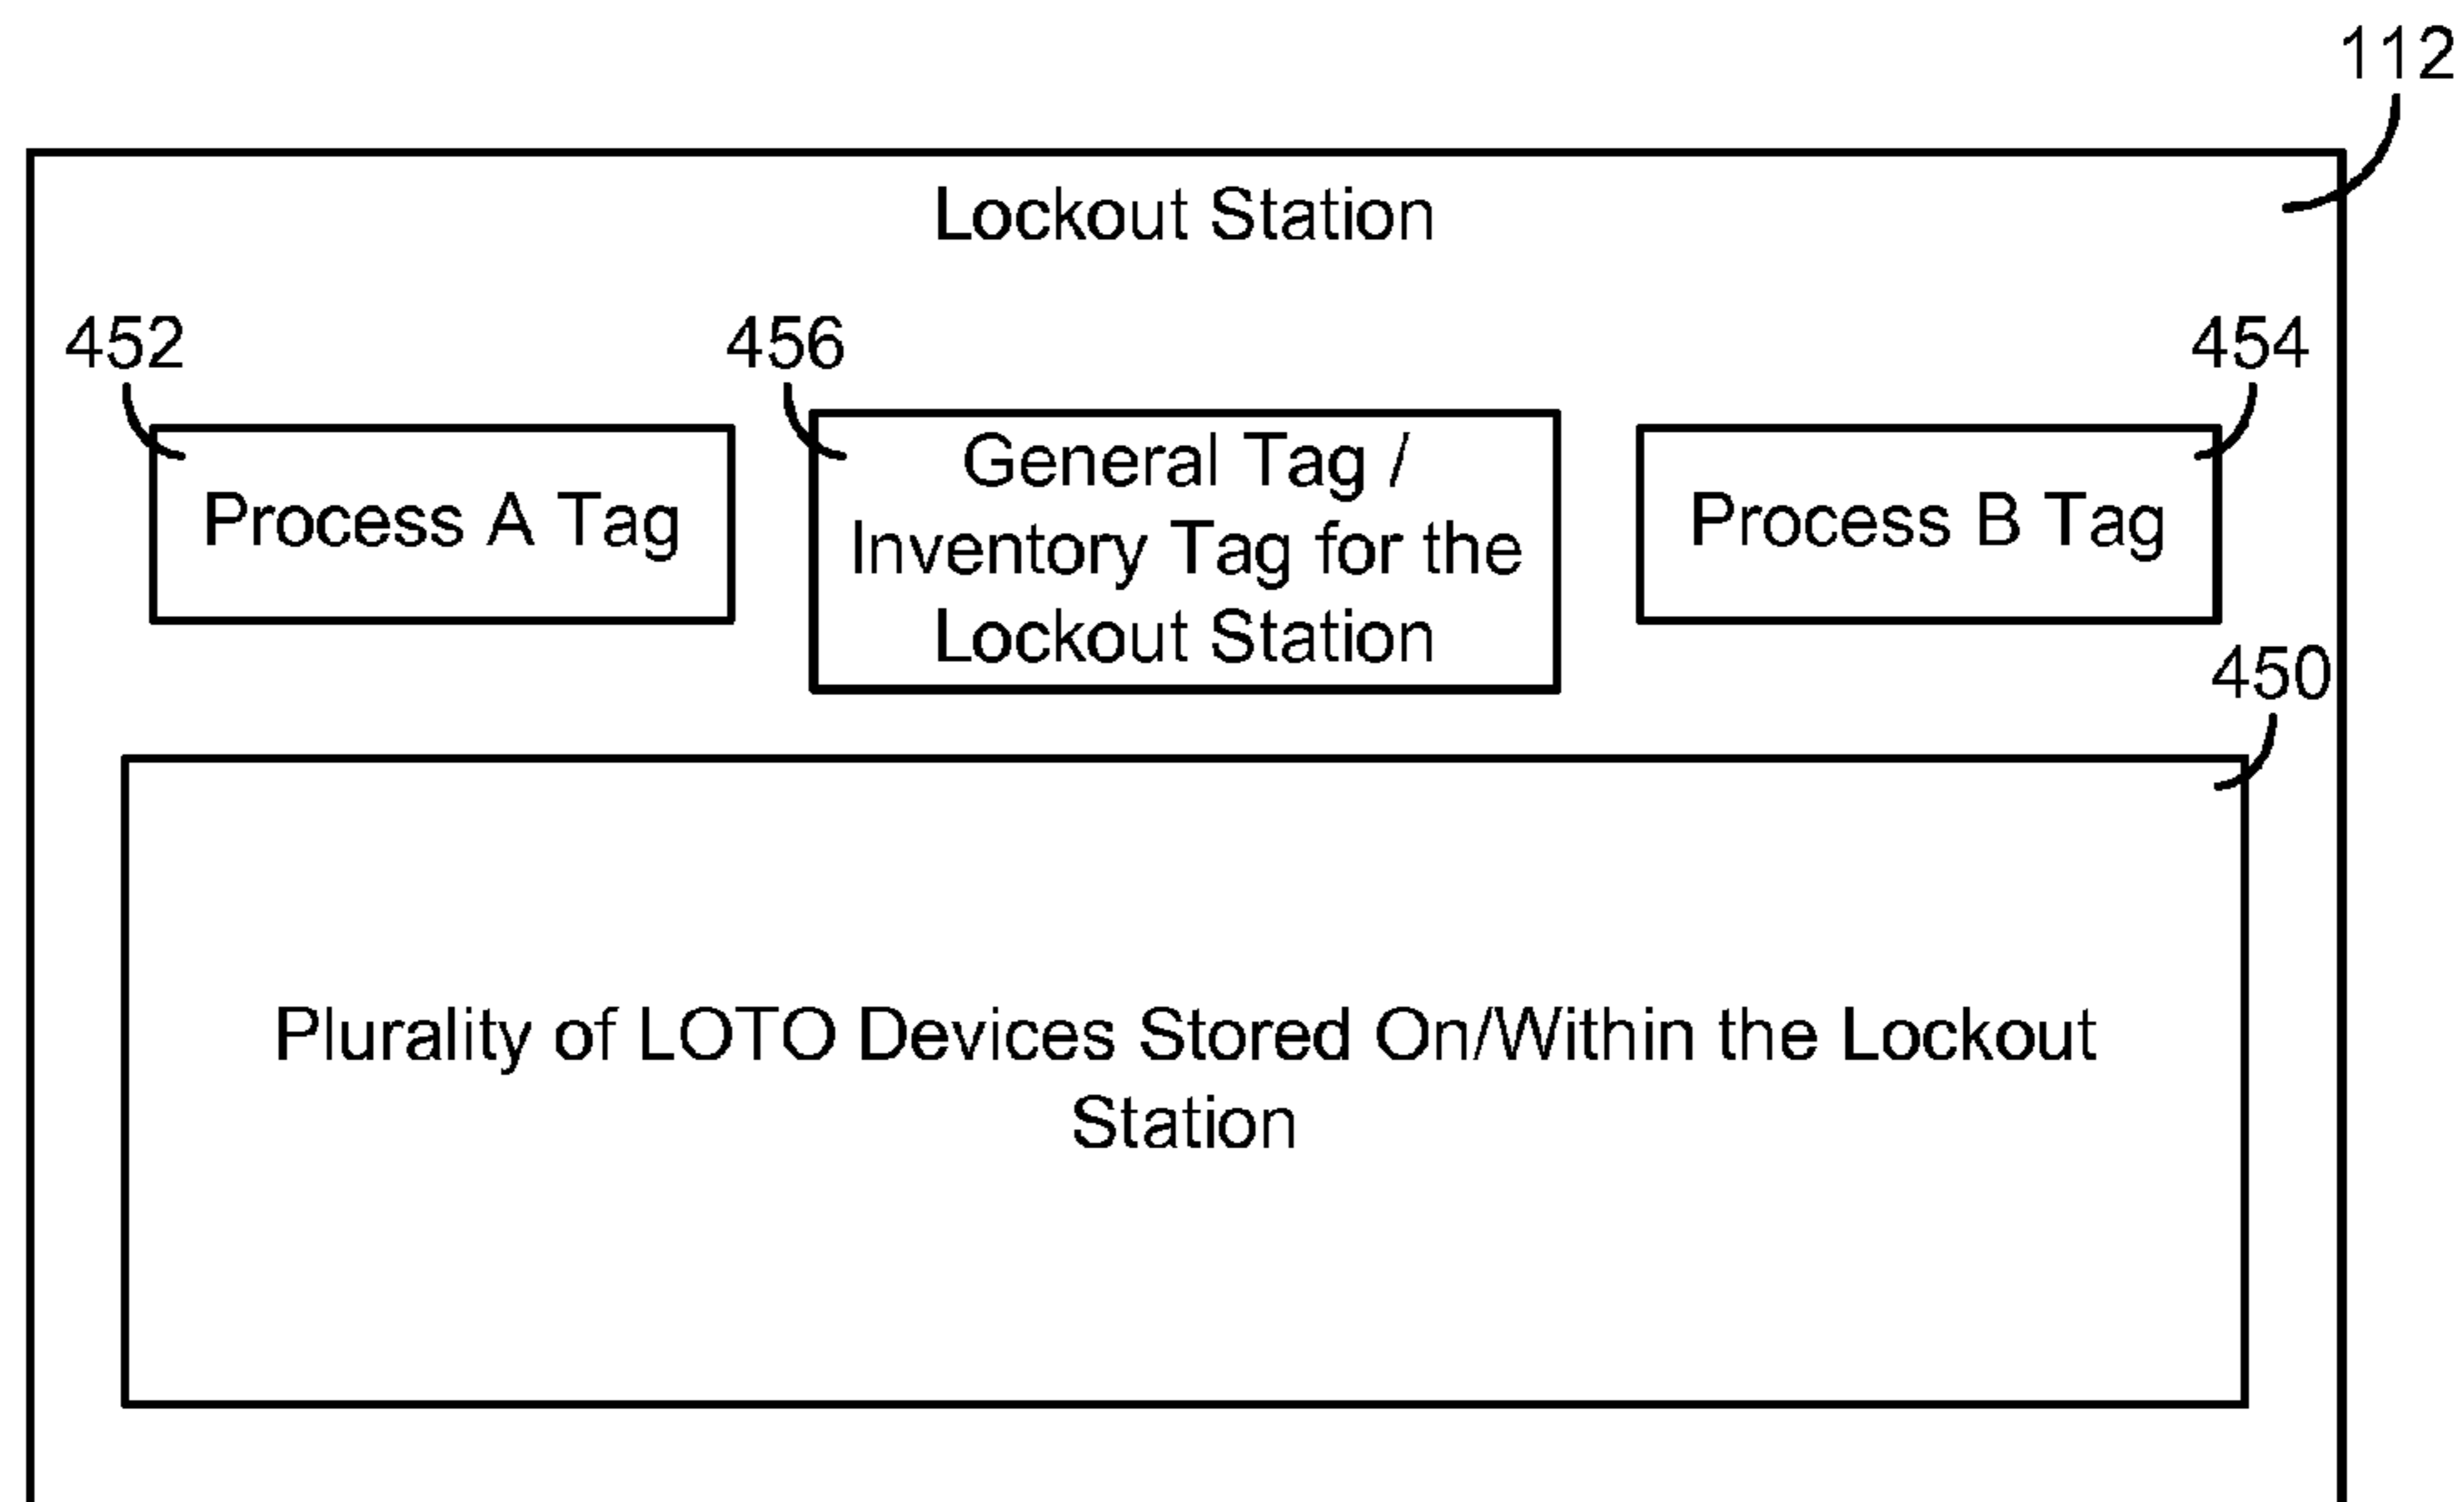 112
Lockout Station
452
456
454
Process A Tag
General Tag /
Inventory Tag for the
Lockout Station
Process B Tag
450
Plurality of LOTO Devices Stored On/Within the Lockout
Station